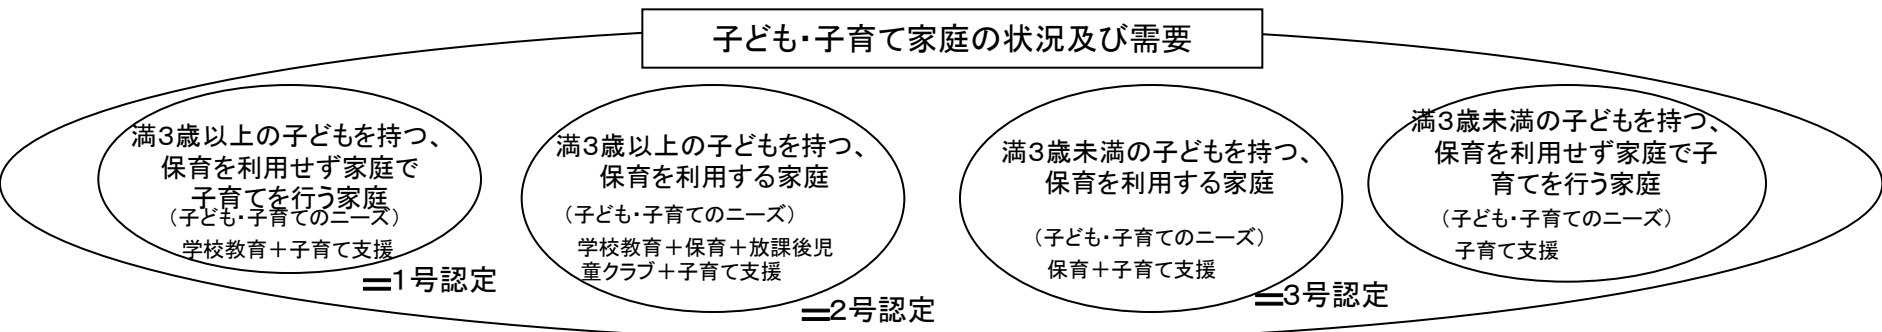 子ども・子育て家庭の状況及び需要
満３歳以上の子どもを持つ、
保育を利用せず家庭で
子育てを行う家庭
（子ども・子育てのニーズ）
学校教育＋子育て支援
＝１号認定
満３歳以上の子どもを持つ、
保育を利用する家庭
（子ども・子育てのニーズ）
学校教育＋保育＋放課後児
童クラブ＋子育て支援
＝２号認定
満３歳未満の子どもを持つ、
保育を利用する家庭
（子ども・子育てのニーズ）
保育＋子育て支援
＝３号認定
満３歳未満の子どもを持つ、
保育を利用せず家庭で子
育てを行う家庭
（子ども・子育てのニーズ）
子育て支援